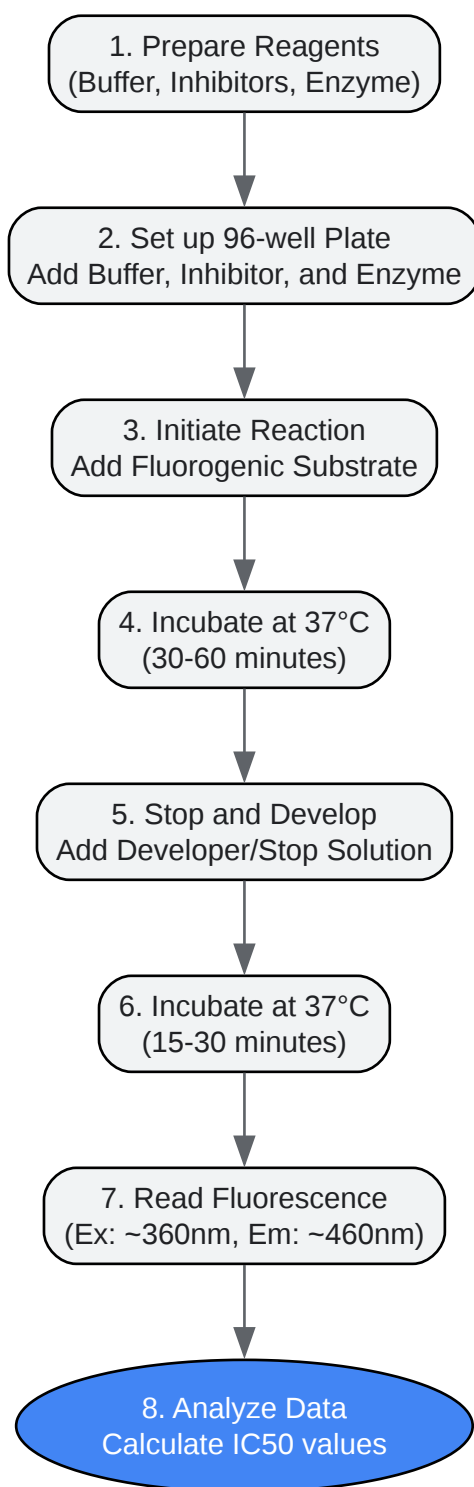 1. Prepare Reagents
(Buffer, Inhibitors, Enzyme)
2. Set up 96-well Plate
Add Buffer, Inhibitor, and Enzyme
3. Initiate Reaction
Add Fluorogenic Substrate
4. Incubate at 37°C
(30-60 minutes)
5. Stop and Develop
Add Developer/Stop Solution
6. Incubate at 37°C
(15-30 minutes)
7. Read Fluorescence
(Ex: ~360nm, Em: ~460nm)
8. Analyze Data
Calculate IC50 values